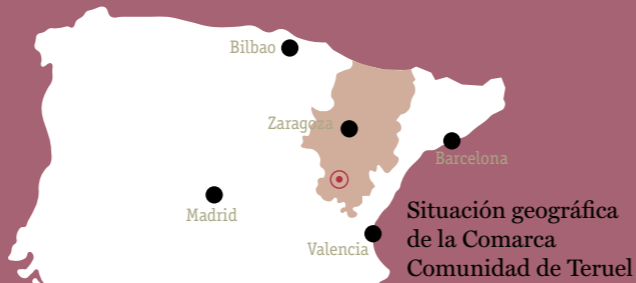 Bilbao
Zaragoza
Barcelona
Madrid
Valencia
Situación geográfica
de la Comarca
Comunidad de Teruel